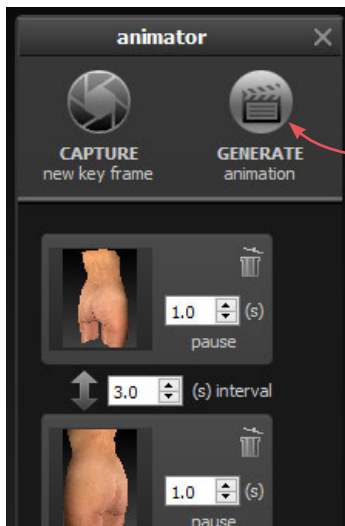 animator
CAPTURE
new key frame
GENERATE
animation
1.0 (s)
pause
3.0 (s) interval
1.0 (s)
pause